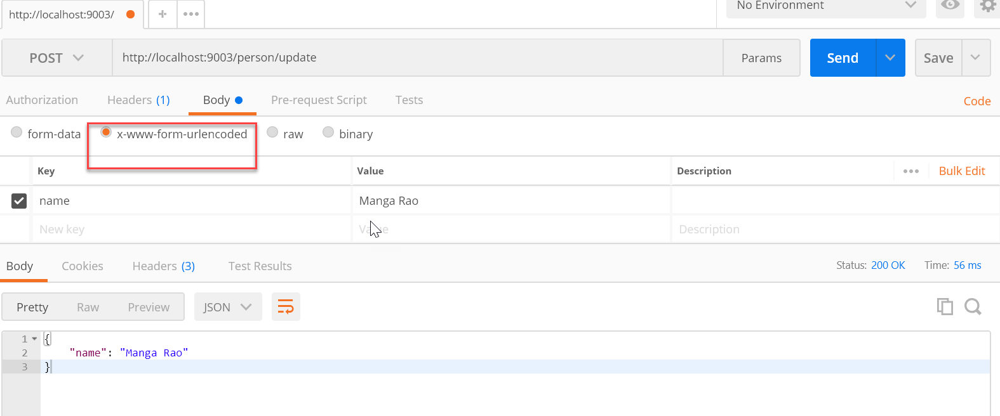 http://localhost:9003/ + ••• No Environment
POST http://localhost:9003/person/update Params Send Save
Authorization Headers (1) Body Pre-request Script Tests Code
form-data x-www-form-urlencoded raw binary
Key Value Description ••• Bulk Edit
name Manga Rao
New key Value Description
Body Cookies Headers (3) Test Results Status: 200 OK Time: 56 ms
Pretty Raw Preview JSON
1 {
2 "name": "Manga Rao"
3 }